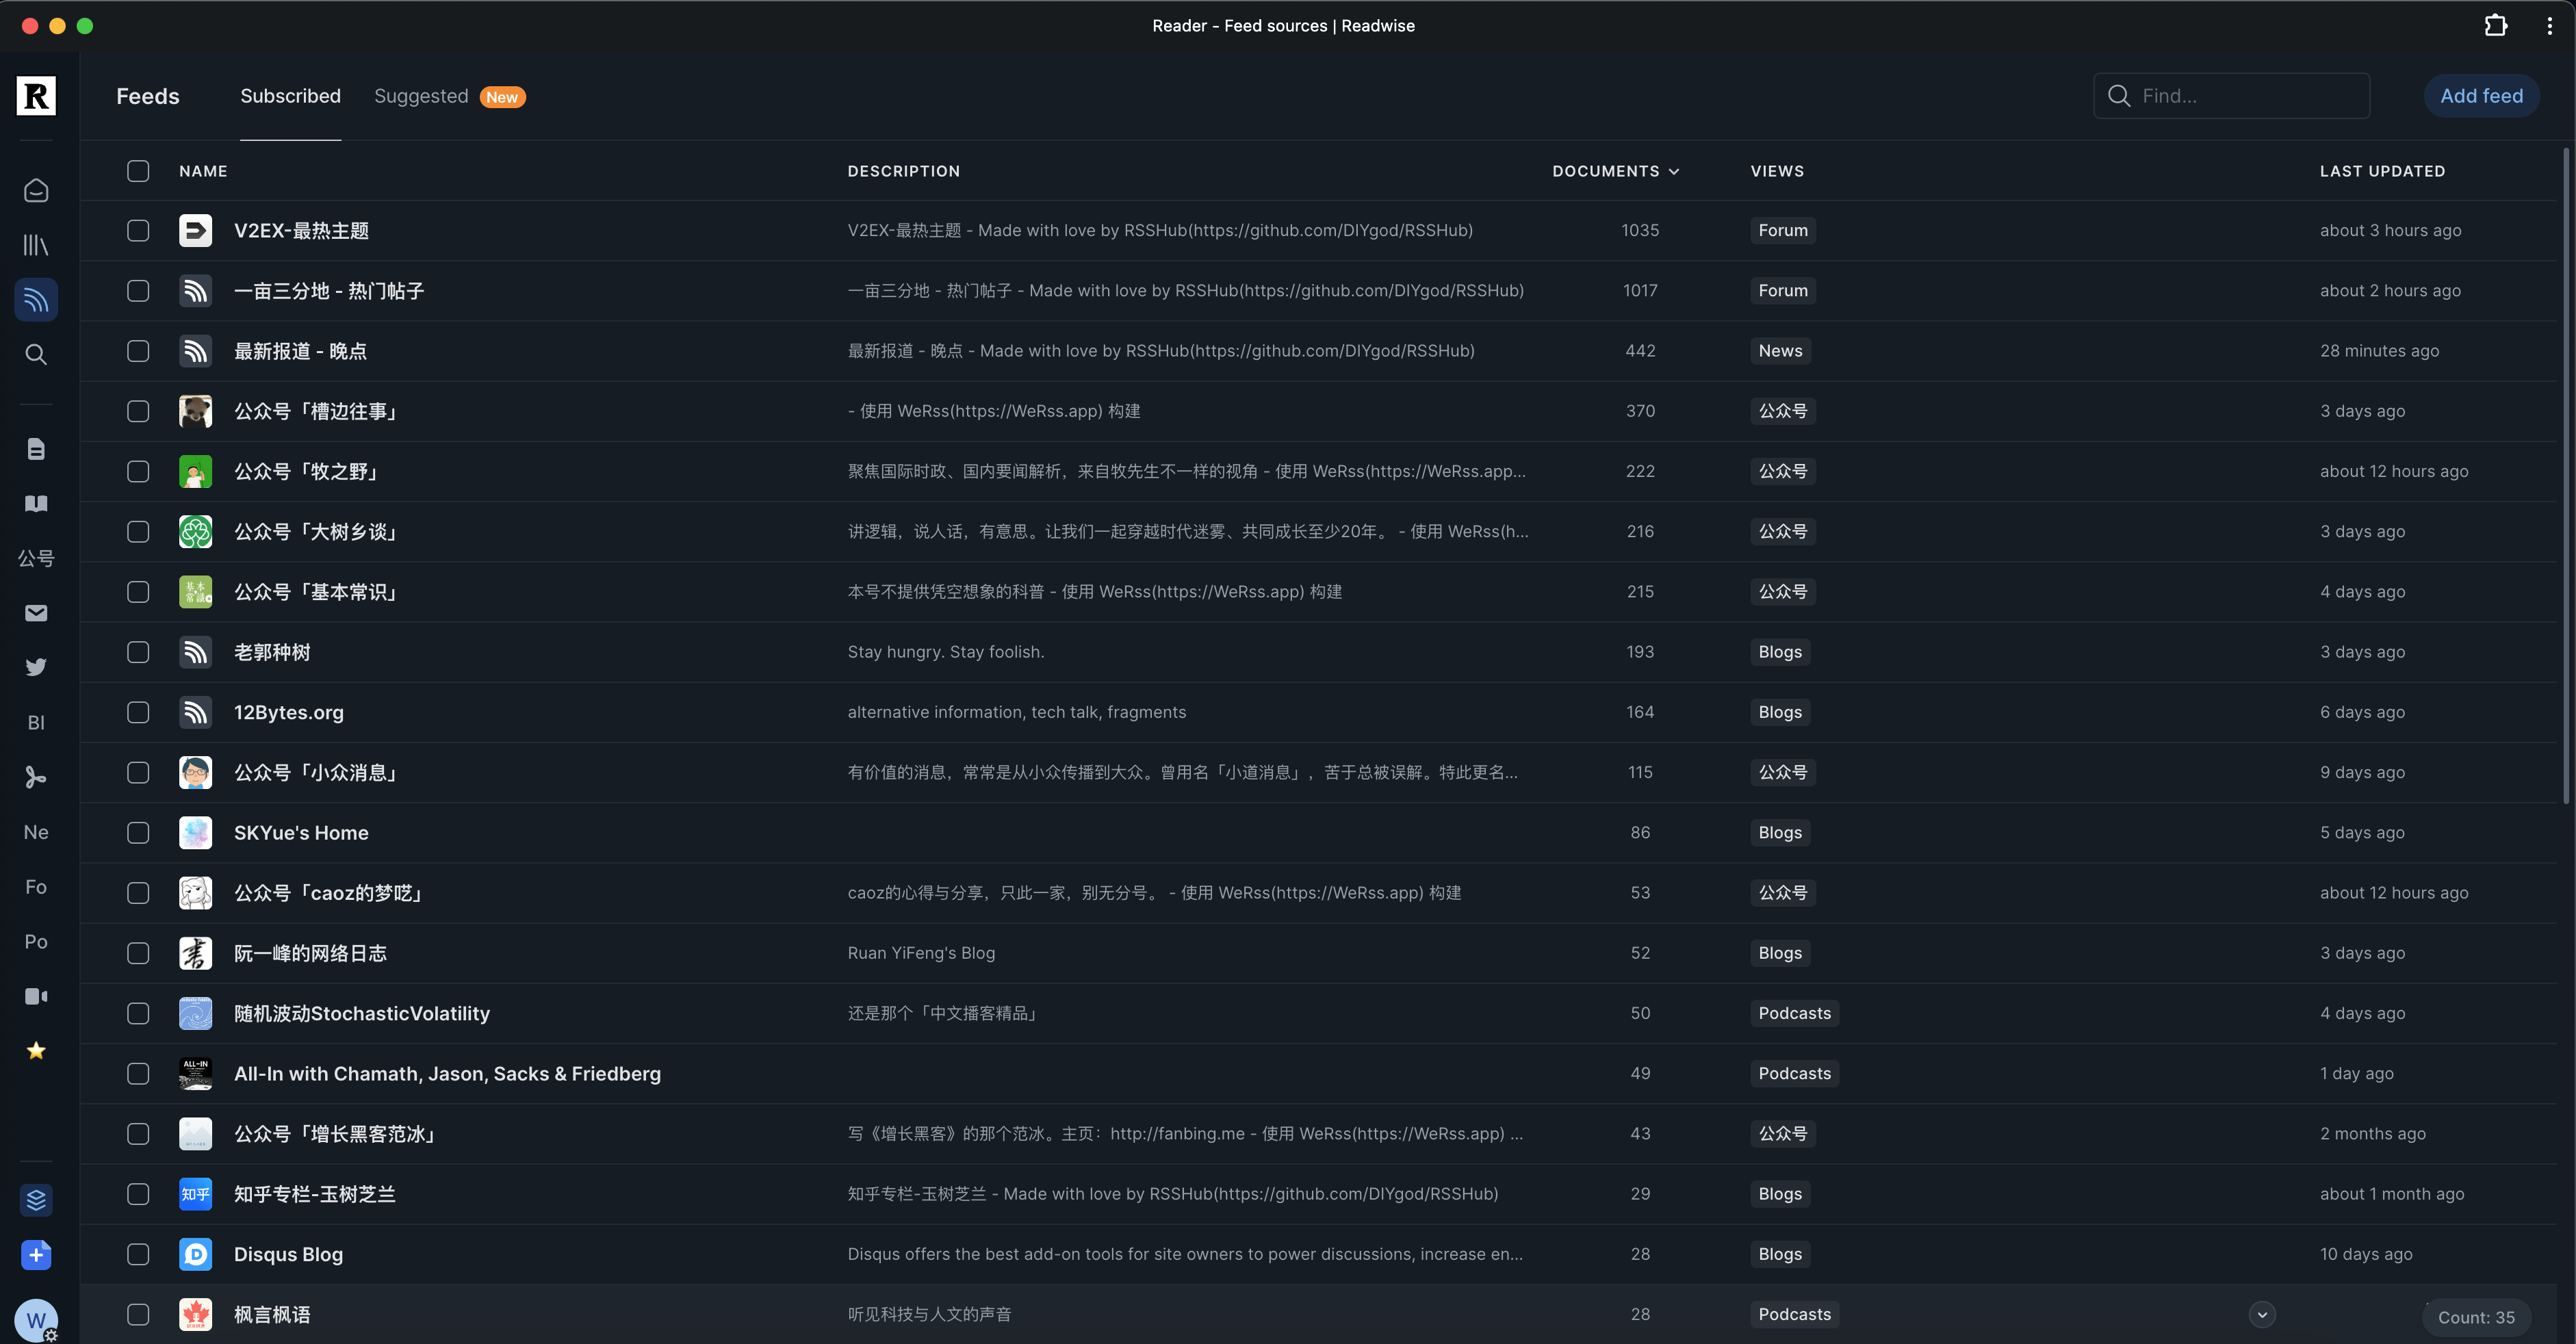 Reader - Feed sources | Readwise
R
Feeds Subscribed Suggested New Find... Add feed
NAME DESCRIPTION DOCUMENTS VIEWS LAST UPDATED
V2EX-最热主题 V2EX-最热主题 - Made with love by RSSHub(https://github.com/DIYgod/RSSHub) 1035 Forum about 3 hours ago
一亩三分地 - 热门帖子 一亩三分地 - 热门帖子 - Made with love by RSSHub(https://github.com/DIYgod/RSSHub) 1017 Forum about 2 hours ago
最新报道 - 晚点 最新报道 - 晚点 - Made with love by RSSHub(https://github.com/DIYgod/RSSHub) 442 News 28 minutes ago
公众号「槽边往事」 - 使用 WeRss(https://WeRss.app) 构建 370 公众号 3 days ago
公众号「牧之野」 聚焦国际时政、国内要闻解析，来自牧先生不一样的视角 - 使用 WeRss(https://WeRss.app... 222 公众号 about 12 hours ago
公众号「大树乡谈」 讲逻辑，说人话，有意思。让我们一起穿越时代迷雾、共同成长至少20年。 - 使用 WeRss(h... 216 公众号 3 days ago
公号
公众号「基本常识」 本号不提供凭空想象的科普 - 使用 WeRss(https://WeRss.app) 构建 215 公众号 4 days ago
老郭种树 Stay hungry. Stay foolish. 193 Blogs 3 days ago
12Bytes.org alternative information, tech talk, fragments 164 Blogs 6 days ago
Bl
公众号「小众消息」 有价值的消息，常常是从小众传播到大众。曾用名「小道消息」，苦于总被误解。特此更名... 115 公众号 9 days ago
Ne
SKYue's Home 86 Blogs 5 days ago
Fo
公众号「caoz的梦呓」 caoz的心得与分享，只此一家，别无分号。 - 使用 WeRss(https://WeRss.app) 构建 53 公众号 about 12 hours ago
Po
阮一峰的网络日志 Ruan YiFeng's Blog 52 Blogs 3 days ago
随机波动StochasticVolatility 还是那个「中文播客精品」 50 Podcasts 4 days ago
ALL-IN All-In with Chamath, Jason, Sacks & Friedberg 49 Podcasts 1 day ago
公众号「增长黑客范冰」 写《增长黑客》的那个范冰。主页：http://fanbing.me - 使用 WeRss(https://WeRss.app) ... 43 公众号 2 months ago
知乎 知乎专栏-玉树芝兰 知乎专栏-玉树芝兰 - Made with love by RSSHub(https://github.com/DIYgod/RSSHub) 29 Blogs about 1 month ago
D Disqus Blog Disqus offers the best add-on tools for site owners to power discussions, increase en... 28 Blogs 10 days ago
W 枫言枫语 听见科技与人文的声音 28 Podcasts Count: 35